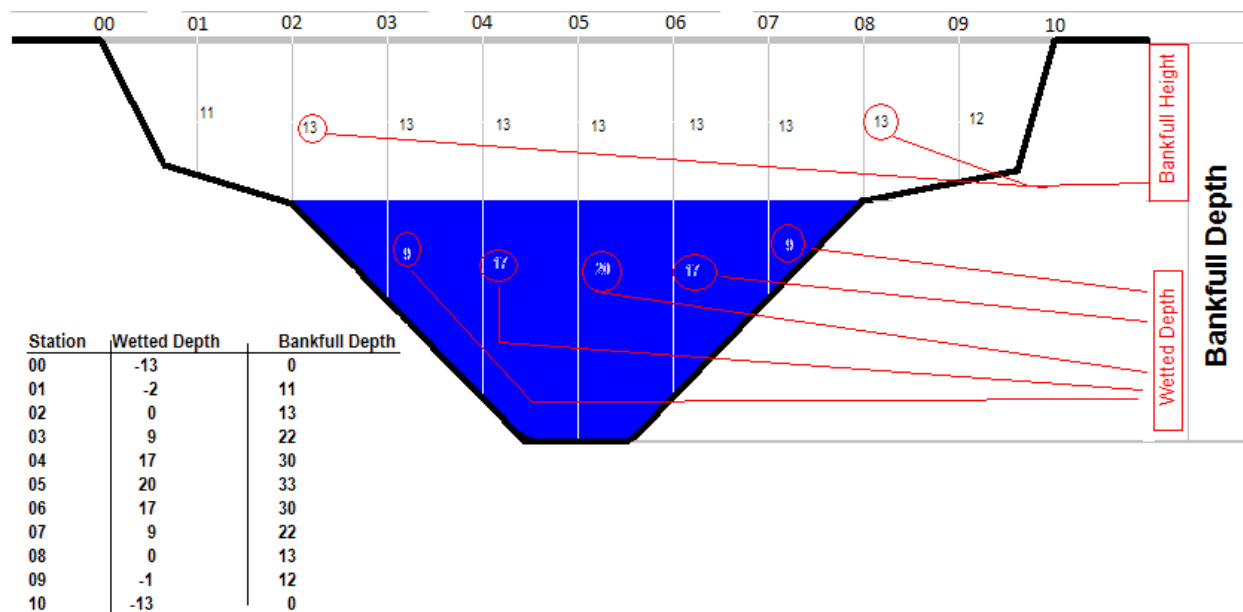 00 01 02 03 04 05 06 07 08 09 10
11 13 13 13 13 13 13 13 12
Bankfull Height
Bankfull Depth
9 17 20 17 9
Wetted Depth
Station Wetted Depth Bankfull Depth
00 -13 0
01 -2 11
02 0 13
03 9 22
04 17 30
05 20 33
06 17 30
07 9 22
08 0 13
09 -1 12
10 -13 0